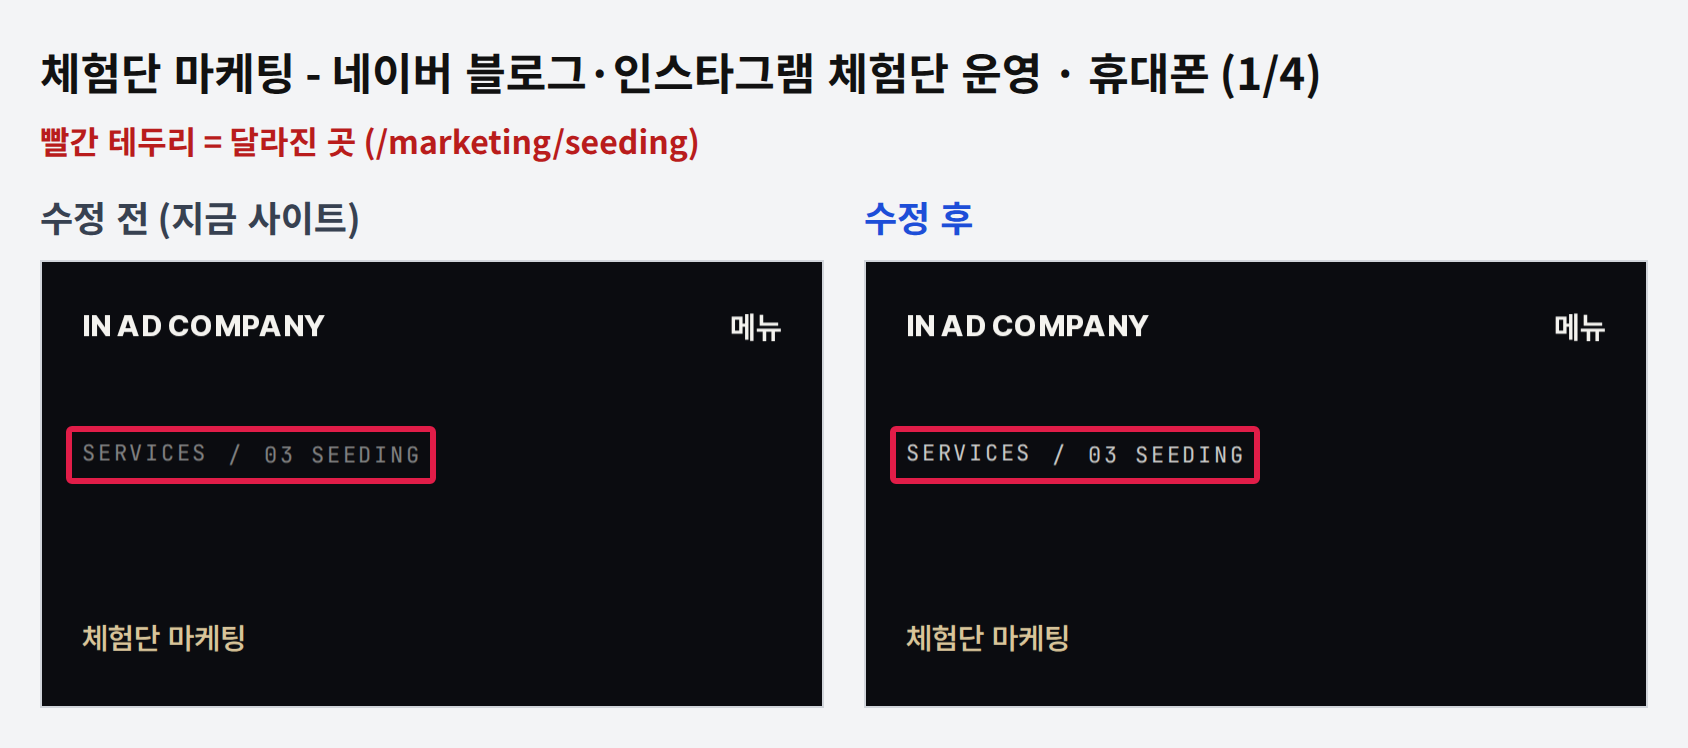 체험단 마케팅 - 네이버 블로그·인스타그램 체험단 운영 · 휴대폰 (1/4)
빨간 테두리 = 달라진 곳 (/marketing/seeding)
수정 전 (지금 사이트)
IN AD COMPANY 메뉴
SERVICES / 03 SEEDING
체험단 마케팅
수정 후
IN AD COMPANY 메뉴
SERVICES / 03 SEEDING
체험단 마케팅